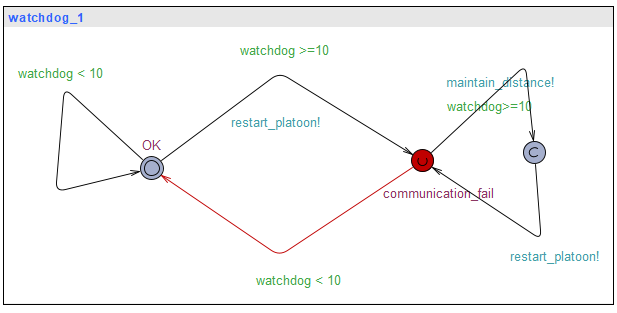 watchdog_1
watchdog >=10
watchdog < 10
maintain_distance!
watchdog>=10
restart_platoon!
OK
U
C
communication_fail
restart_platoon!
watchdog < 10